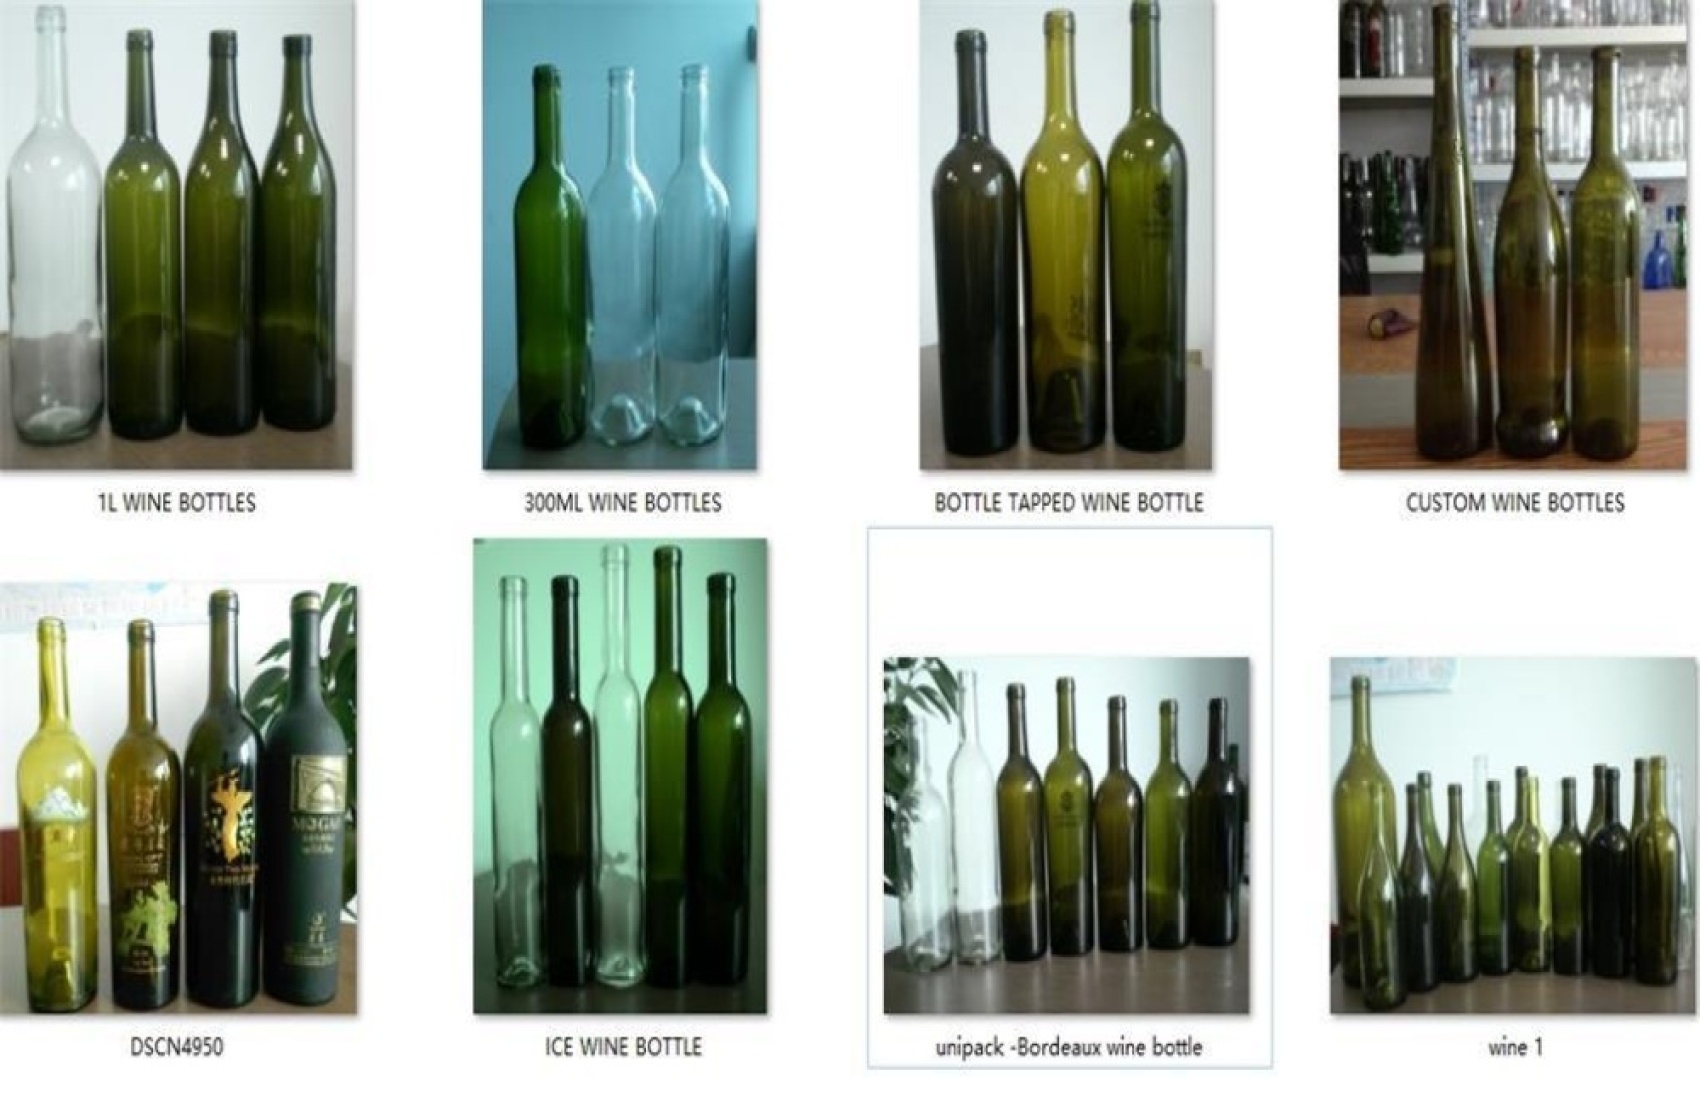 1L WINE BOTTLES
300ML WINE BOTTLES
BOTTLE TAPPED WINE BOTTLE
CUSTOM WINE BOTTLES
DSCN4950
ICE WINE BOTTLE
unipack -Bordeaux wine bottle
wine 1